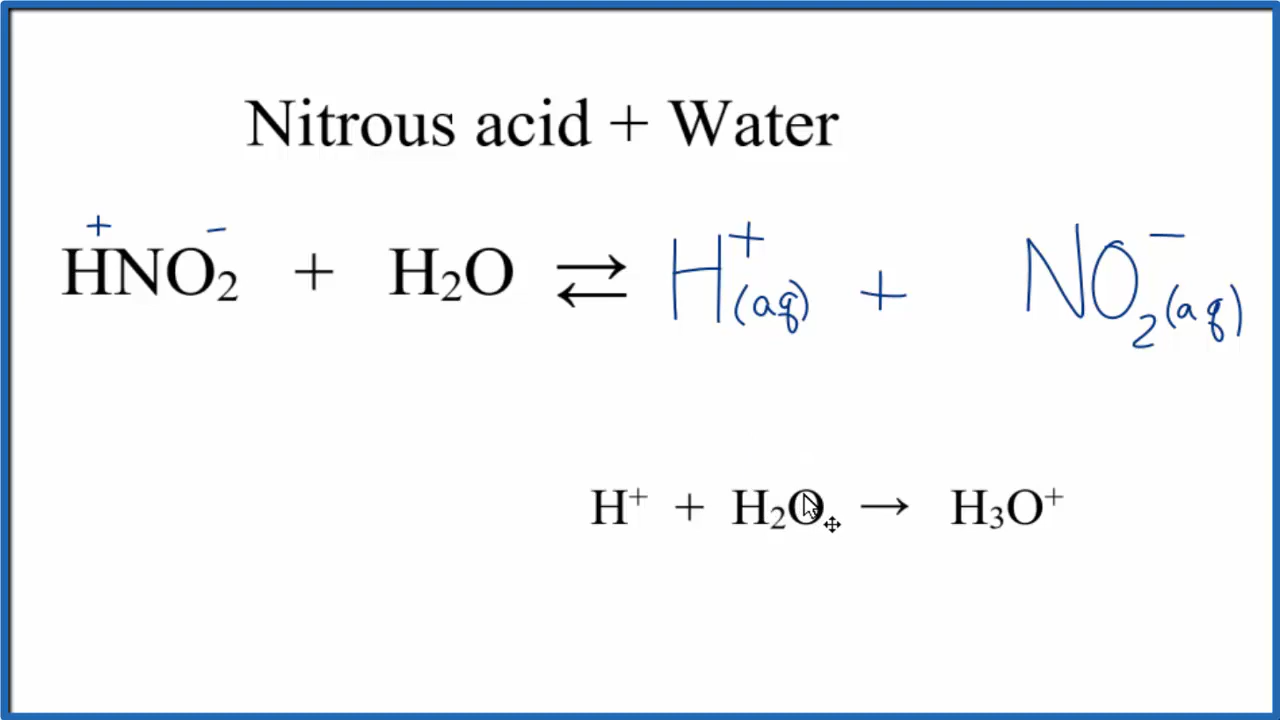 Nitrous acid + Water
+ −
HNO₂ + H₂O ⇄ H⁺(aq) + NO₂⁻(aq)
H⁺ + H₂O → H₃O⁺